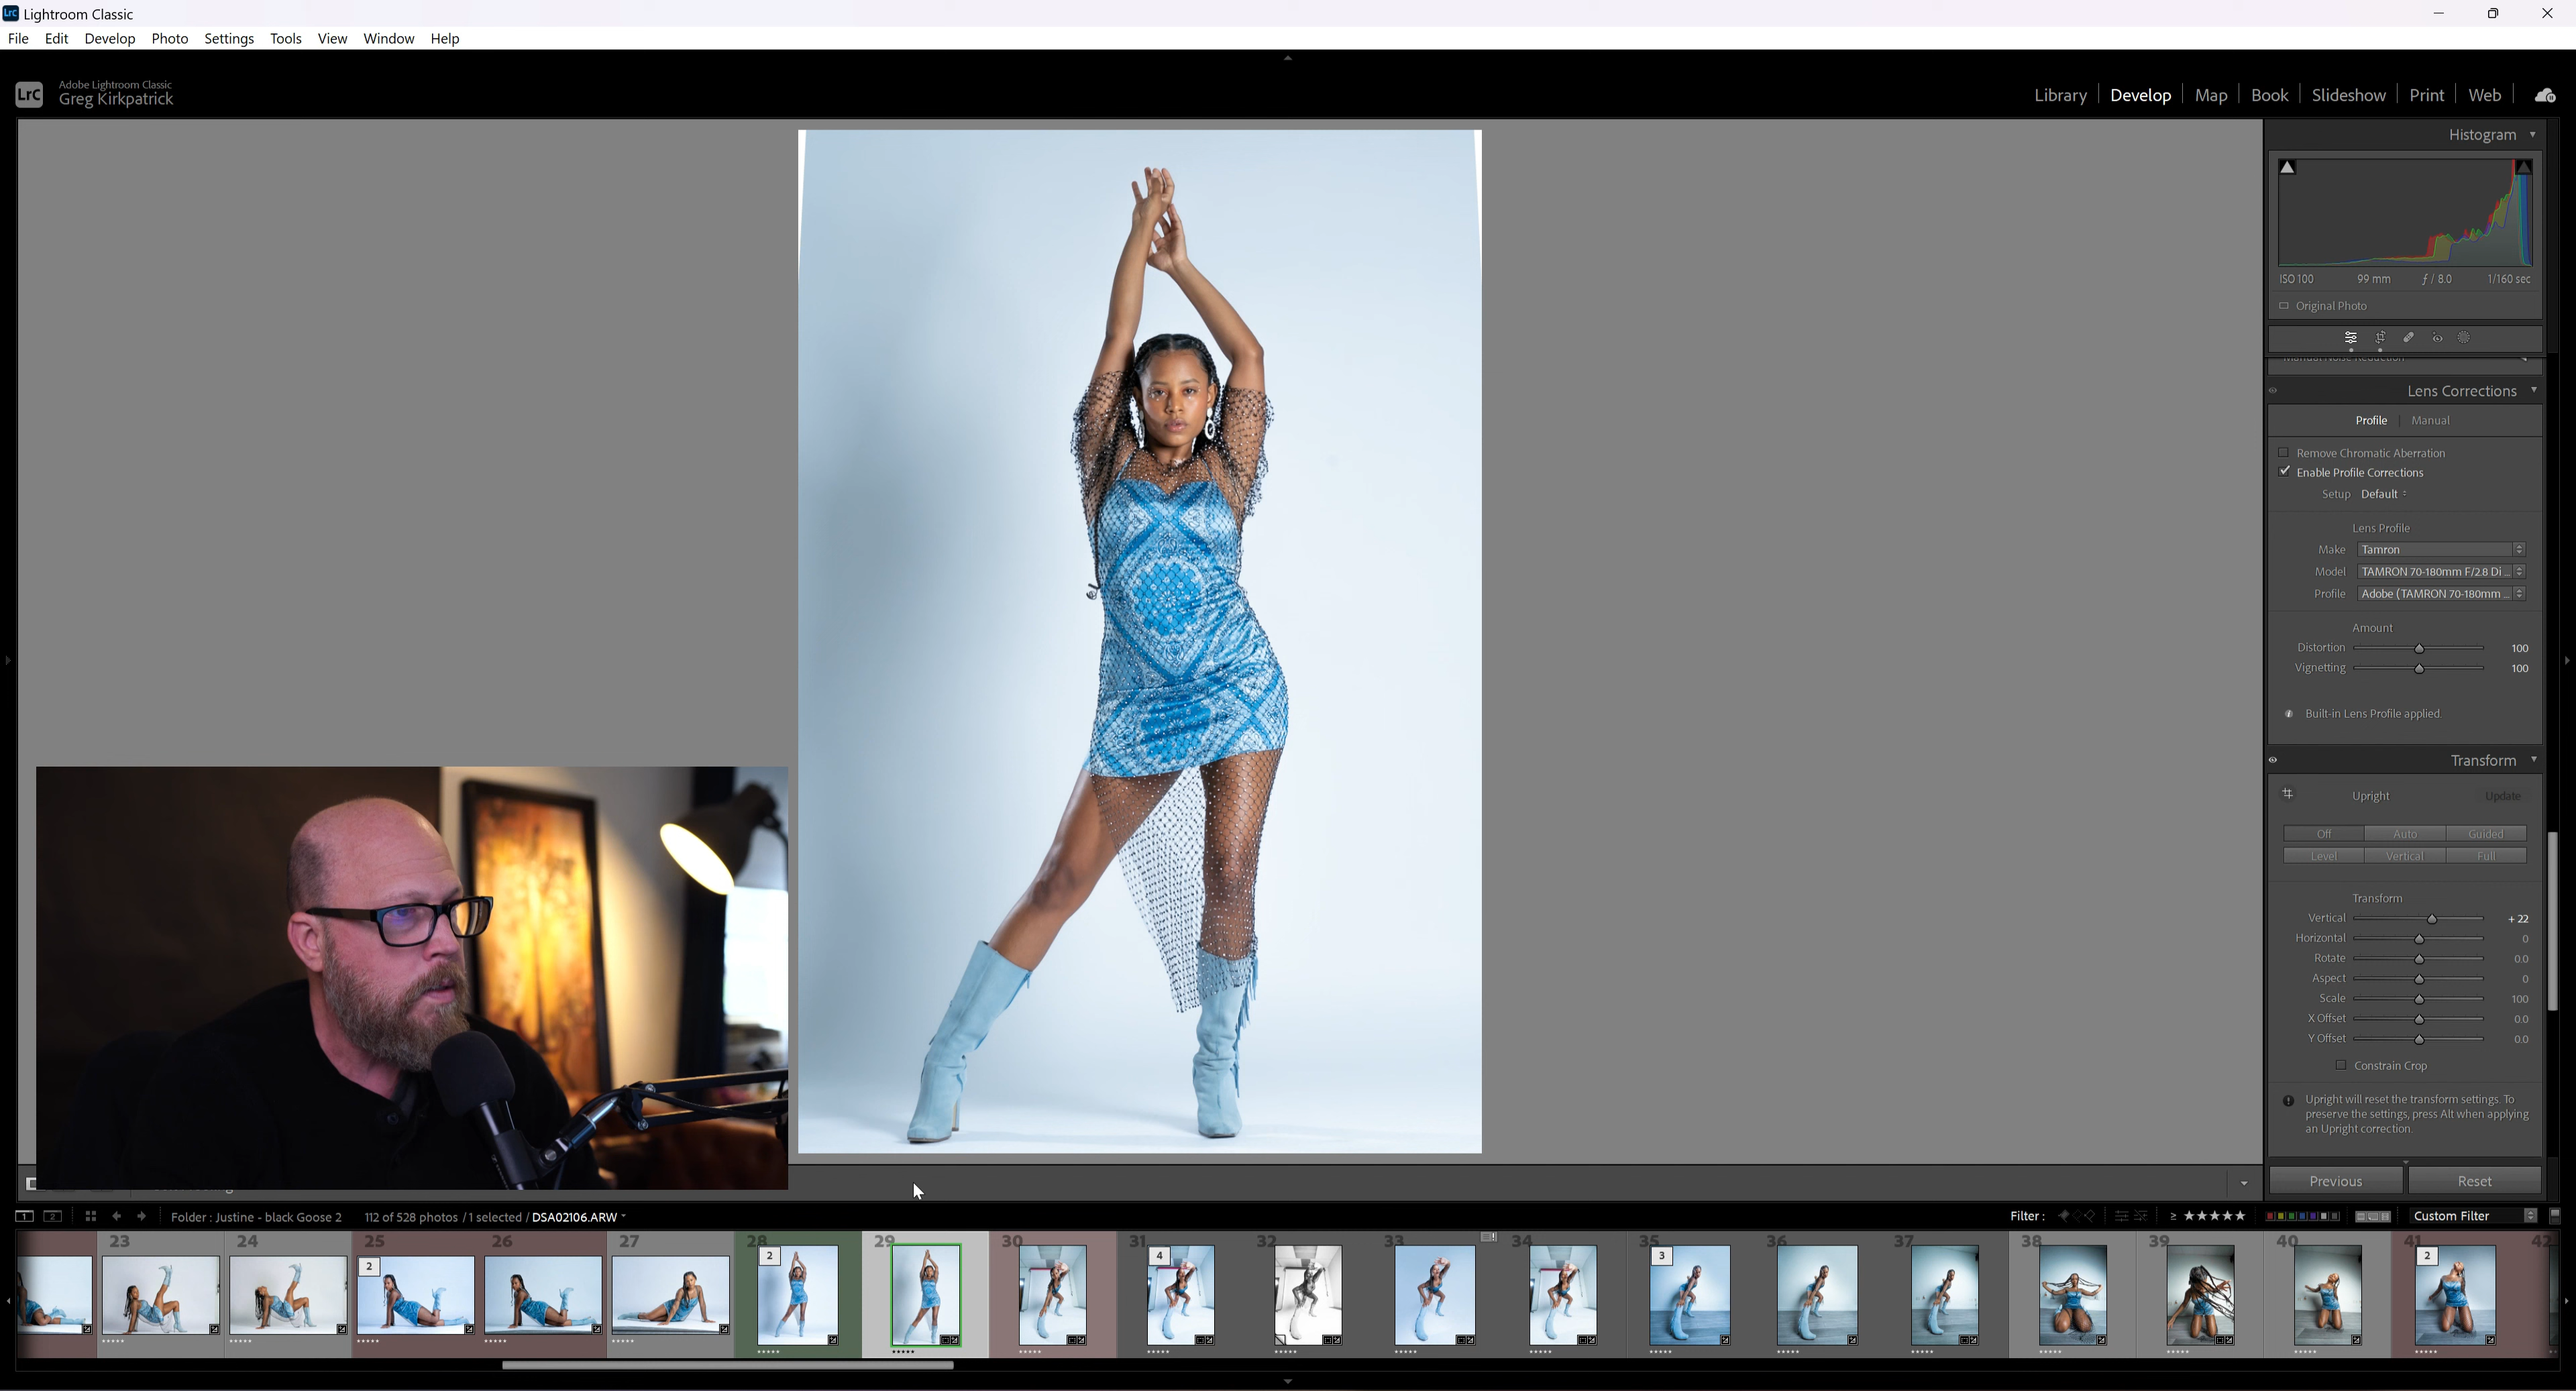 Lrc Lightroom Classic
File Edit Develop Photo Settings Tools View Window Help
LrC Adobe Lightroom Classic
Greg Kirkpatrick
Library Develop Map Book Slideshow Print Web
Histogram
ISO 100 99 mm ƒ / 8.0 1/160 sec
Original Photo
Lens Corrections
Profile Manual
Remove Chromatic Aberration
Enable Profile Corrections
Setup Default
Lens Profile
Make Tamron
Model TAMRON 70-180mm F/2.8 Di ...
Profile Adobe (TAMRON 70-180mm ...
Amount
Distortion 100
Vignetting 100
Built-in Lens Profile applied.
Transform
Upright Update
Off Auto Guided
Level Vertical Full
Transform
Vertical + 22
Horizontal 0
Rotate 0.0
Aspect 0
Scale 100
X Offset 0.0
Y Offset 0.0
Constrain Crop
Upright will reset the transform settings. To
preserve the settings, press Alt when applying
an Upright correction.
Previous Reset
1 2 Folder : Justine - black Goose 2 112 of 528 photos / 1 selected / DSA02106.ARW Filter : ≥ ★★★★★ Custom Filter
23 24 25 26 27 28 29 30 31 32 33 34 35 36 37 38 39 40 41 42
2 2 4 3 2